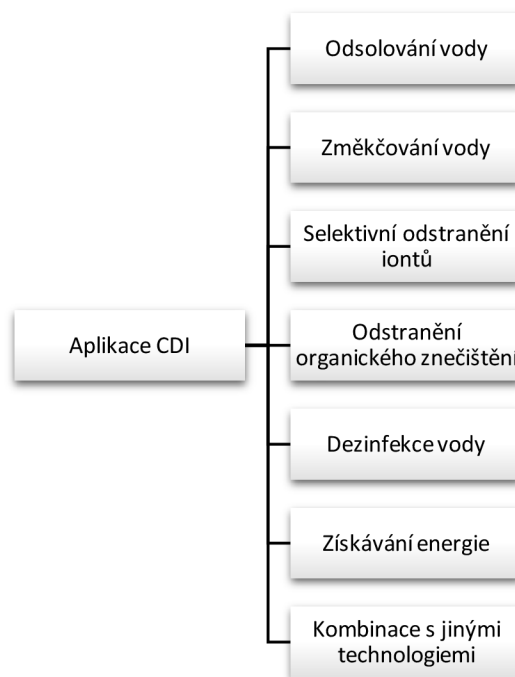 Odsolování vody
Změkčování vody
Selektivní odstranění
iontů
Aplikace CDI
Odstranění
organického znečištění
Dezinfekce vody
Získávání energie
Kombinace s jinými
technologiemi